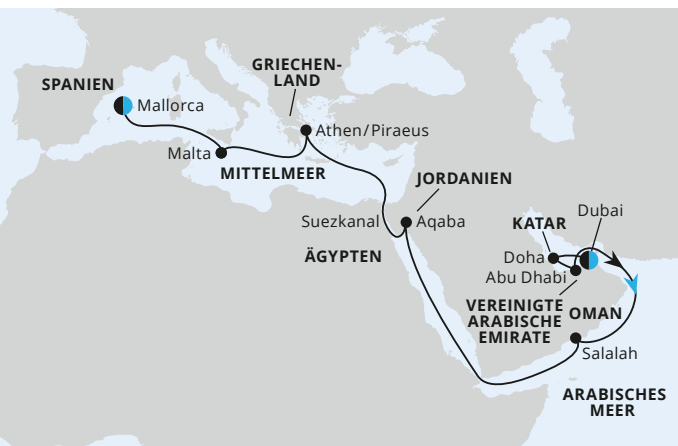 GRIECHEN-
LAND
SPANIEN
Mallorca
Athen/Piraeus
Malta
MITTELMEER
JORDANIEN
Suezkanal
Aqaba
ÄGYPTEN
Dubai
KATAR
Doha
Abu Dhabi
VEREINIGTE
ARABISCHE
EMIRATE
OMAN
Salalah
ARABISCHES
MEER